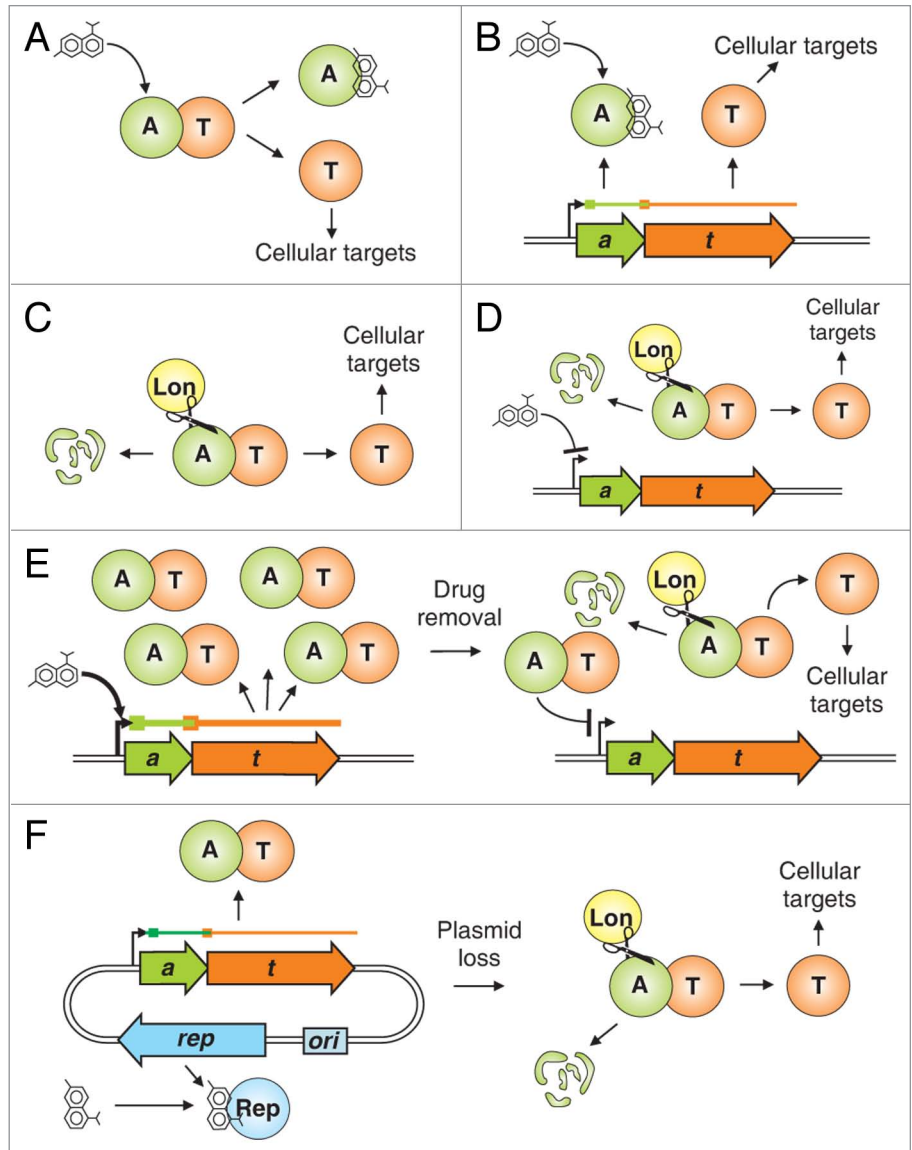 A
A
T
A
T
Cellular targets
B
Cellular targets
A
T
a
t
C
Cellular
targets
Lon
A
T
T
D
Cellular
targets
Lon
A
T
T
a
t
E
A
T
A
T
A
T
A
T
a
t
Drug
removal
Lon
A
T
A
T
T
Cellular
targets
a
t
F
A
T
a
t
rep
ori
Rep
Plasmid
loss
Lon
A
T
T
Cellular
targets